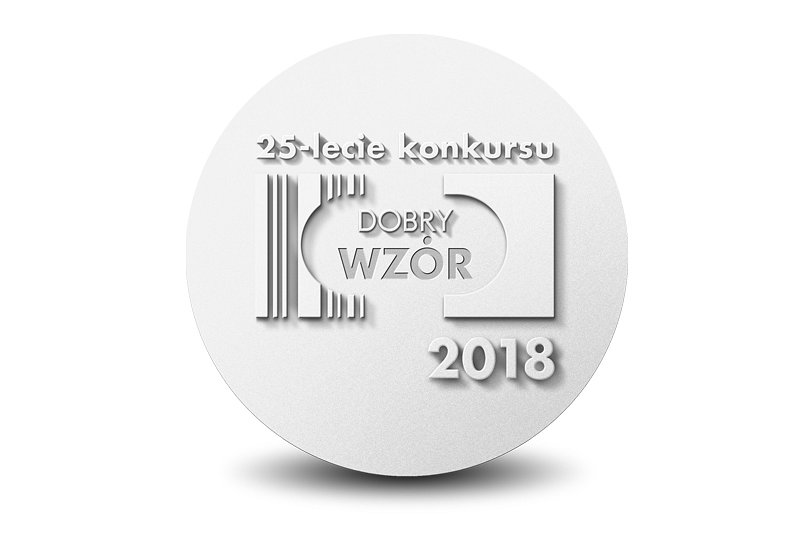 25-lecie konkursu
DOBRY
WZÓR
2018